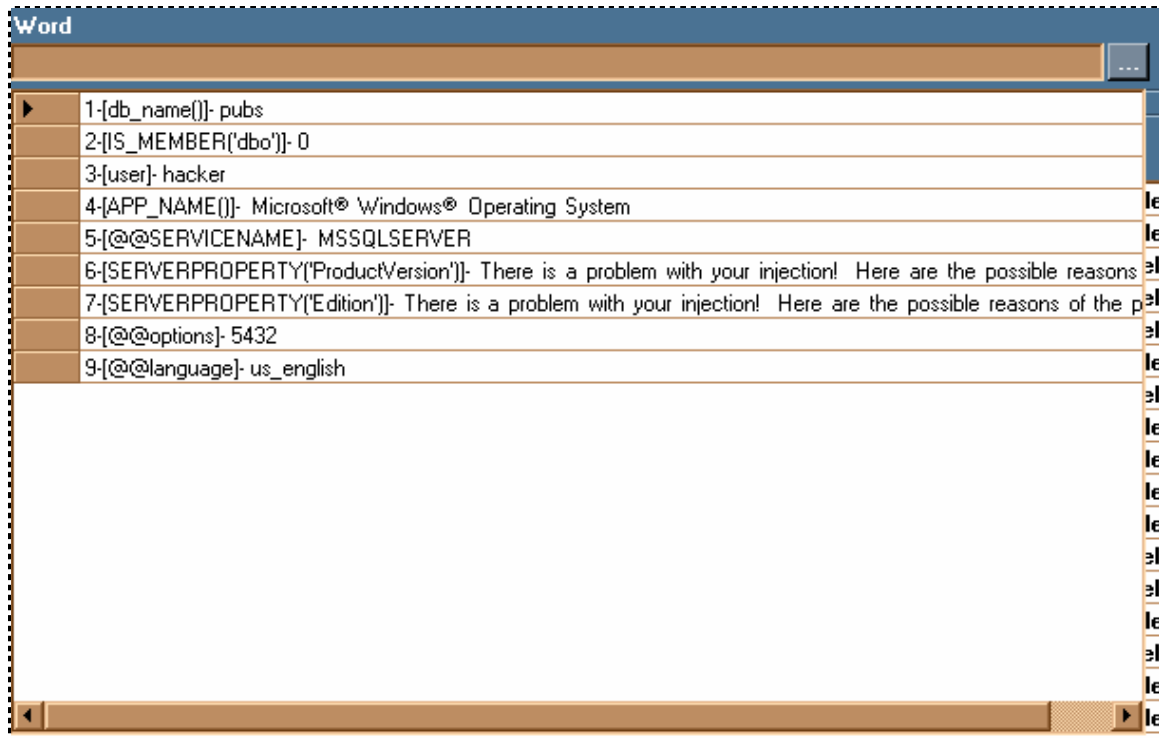 Word
...
1-[db_name()]- pubs
2-[IS_MEMBER('dbo')]- 0
3-[user]- hacker
4-[APP_NAME()]- Microsoft® Windows® Operating System
5-[@@SERVICENAME]- MSSQLSERVER
6-[SERVERPROPERTY('ProductVersion')]- There is a problem with your injection! Here are the possible reasons
7-[SERVERPROPERTY('Edition')]- There is a problem with your injection! Here are the possible reasons of the p
8-[@@options]- 5432
9-[@@language]- us_english